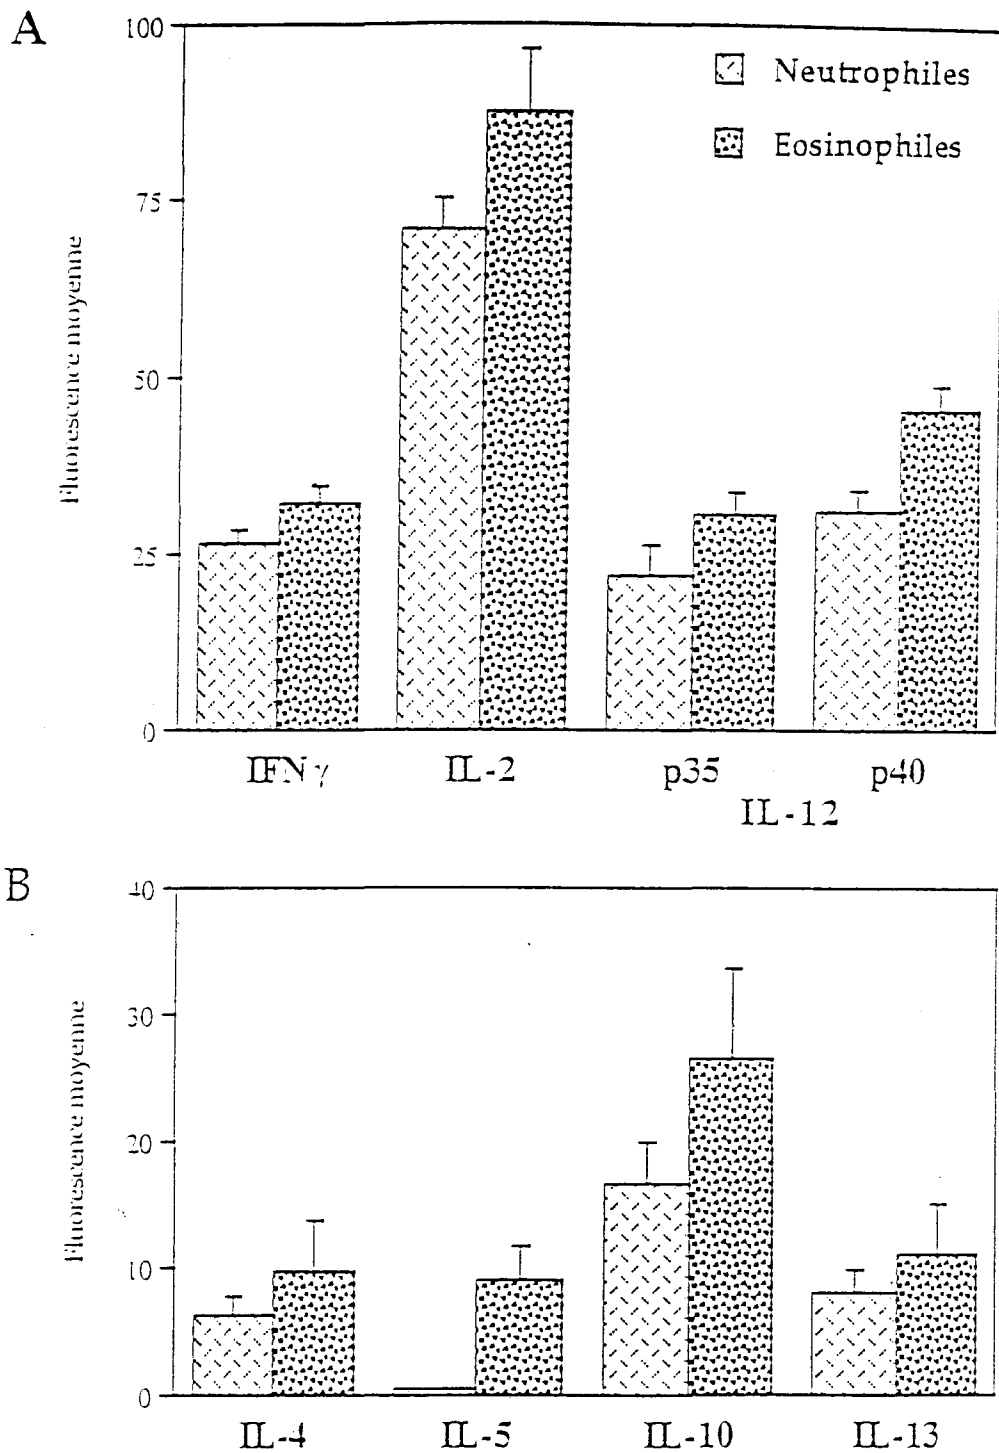 A
100
75
50
25
0
Fluorescence moyenne
Neutrophiles
Eosinophiles
IFNγ IL-2 p35 p40
IL-12
B
40
30
20
10
0
Fluorescence moyenne
IL-4 IL-5 IL-10 IL-13